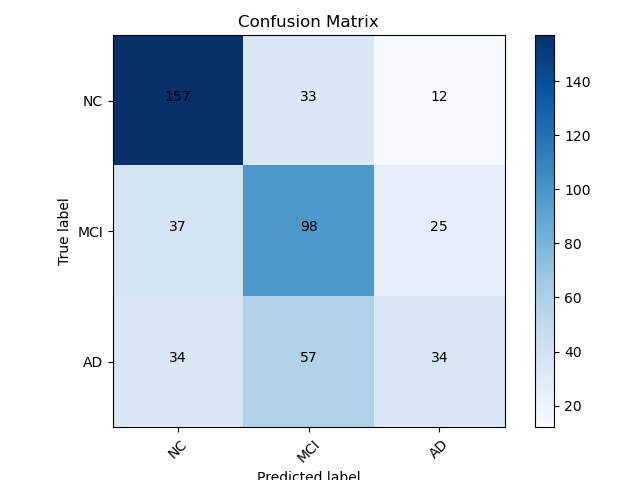 Confusion Matrix
True label
NC 157 33 12
MCI 37 98 25
AD 34 57 34
NC MCI AD
Predicted label
140
120
100
80
60
40
20